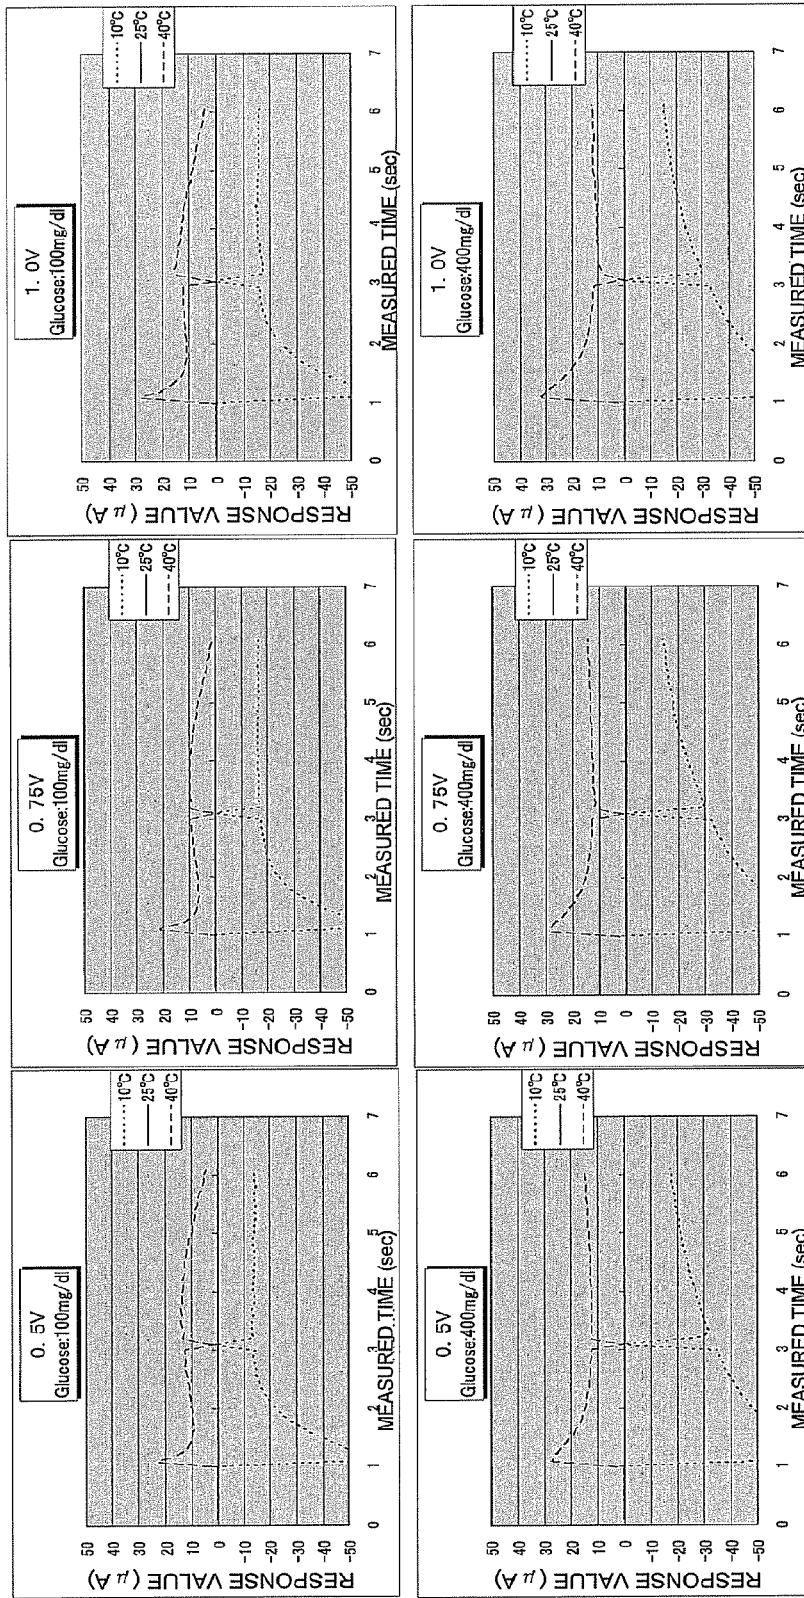 0. 5V
Glucose:100mg/dl
RESPONSE VALUE ( μ A)
50
40
30
20
10
0
-10
-20
-30
-40
-50
10°C
25°C
40°C
0 1 2 3 4 5 6 7
MEASURED TIME (sec)
0. 75V
Glucose:100mg/dl
RESPONSE VALUE ( μ A)
50
40
30
20
10
0
-10
-20
-30
-40
-50
10°C
25°C
40°C
0 1 2 3 4 5 6 7
MEASURED TIME (sec)
1. 0V
Glucose:100mg/dl
RESPONSE VALUE ( μ A)
50
40
30
20
10
0
-10
-20
-30
-40
-50
10°C
25°C
40°C
0 1 2 3 4 5 6 7
MEASURED TIME (sec)
0. 5V
Glucose:400mg/dl
RESPONSE VALUE ( μ A)
50
40
30
20
10
0
-10
-20
-30
-40
-50
10°C
25°C
40°C
0 1 2 3 4 5 6 7
MEASURED TIME (sec)
0. 75V
Glucose:400mg/dl
RESPONSE VALUE ( μ A)
50
40
30
20
10
0
-10
-20
-30
-40
-50
10°C
25°C
40°C
0 1 2 3 4 5 6 7
MEASURED TIME (sec)
1. 0V
Glucose:400mg/dl
RESPONSE VALUE ( μ A)
50
40
30
20
10
0
-10
-20
-30
-40
-50
10°C
25°C
40°C
0 1 2 3 4 5 6 7
MEASURED TIME (sec)